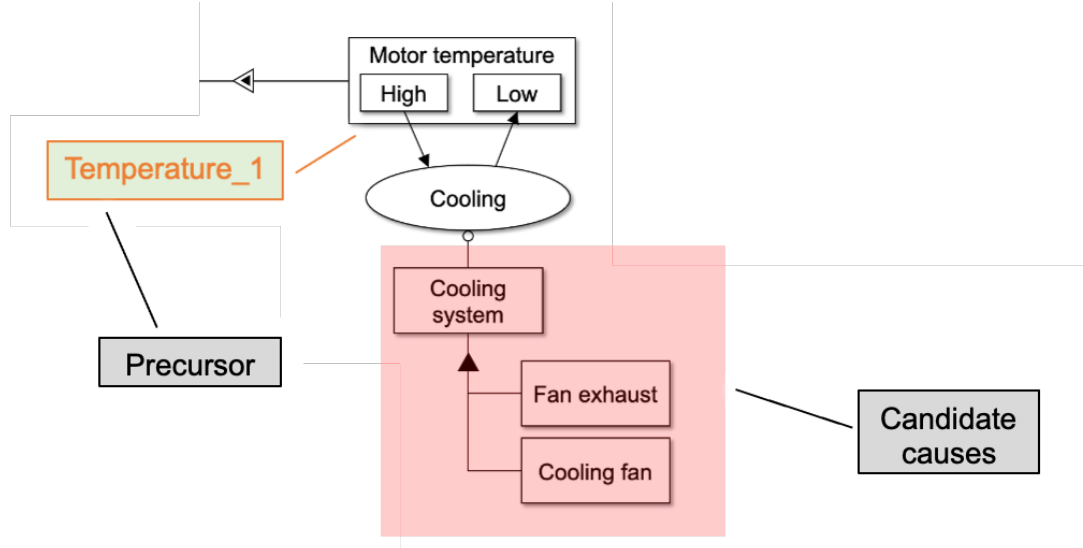 Motor temperature
High
Low
Temperature_1
Cooling
Cooling
system
Precursor
Fan exhaust
Candidate
causes
Cooling fan